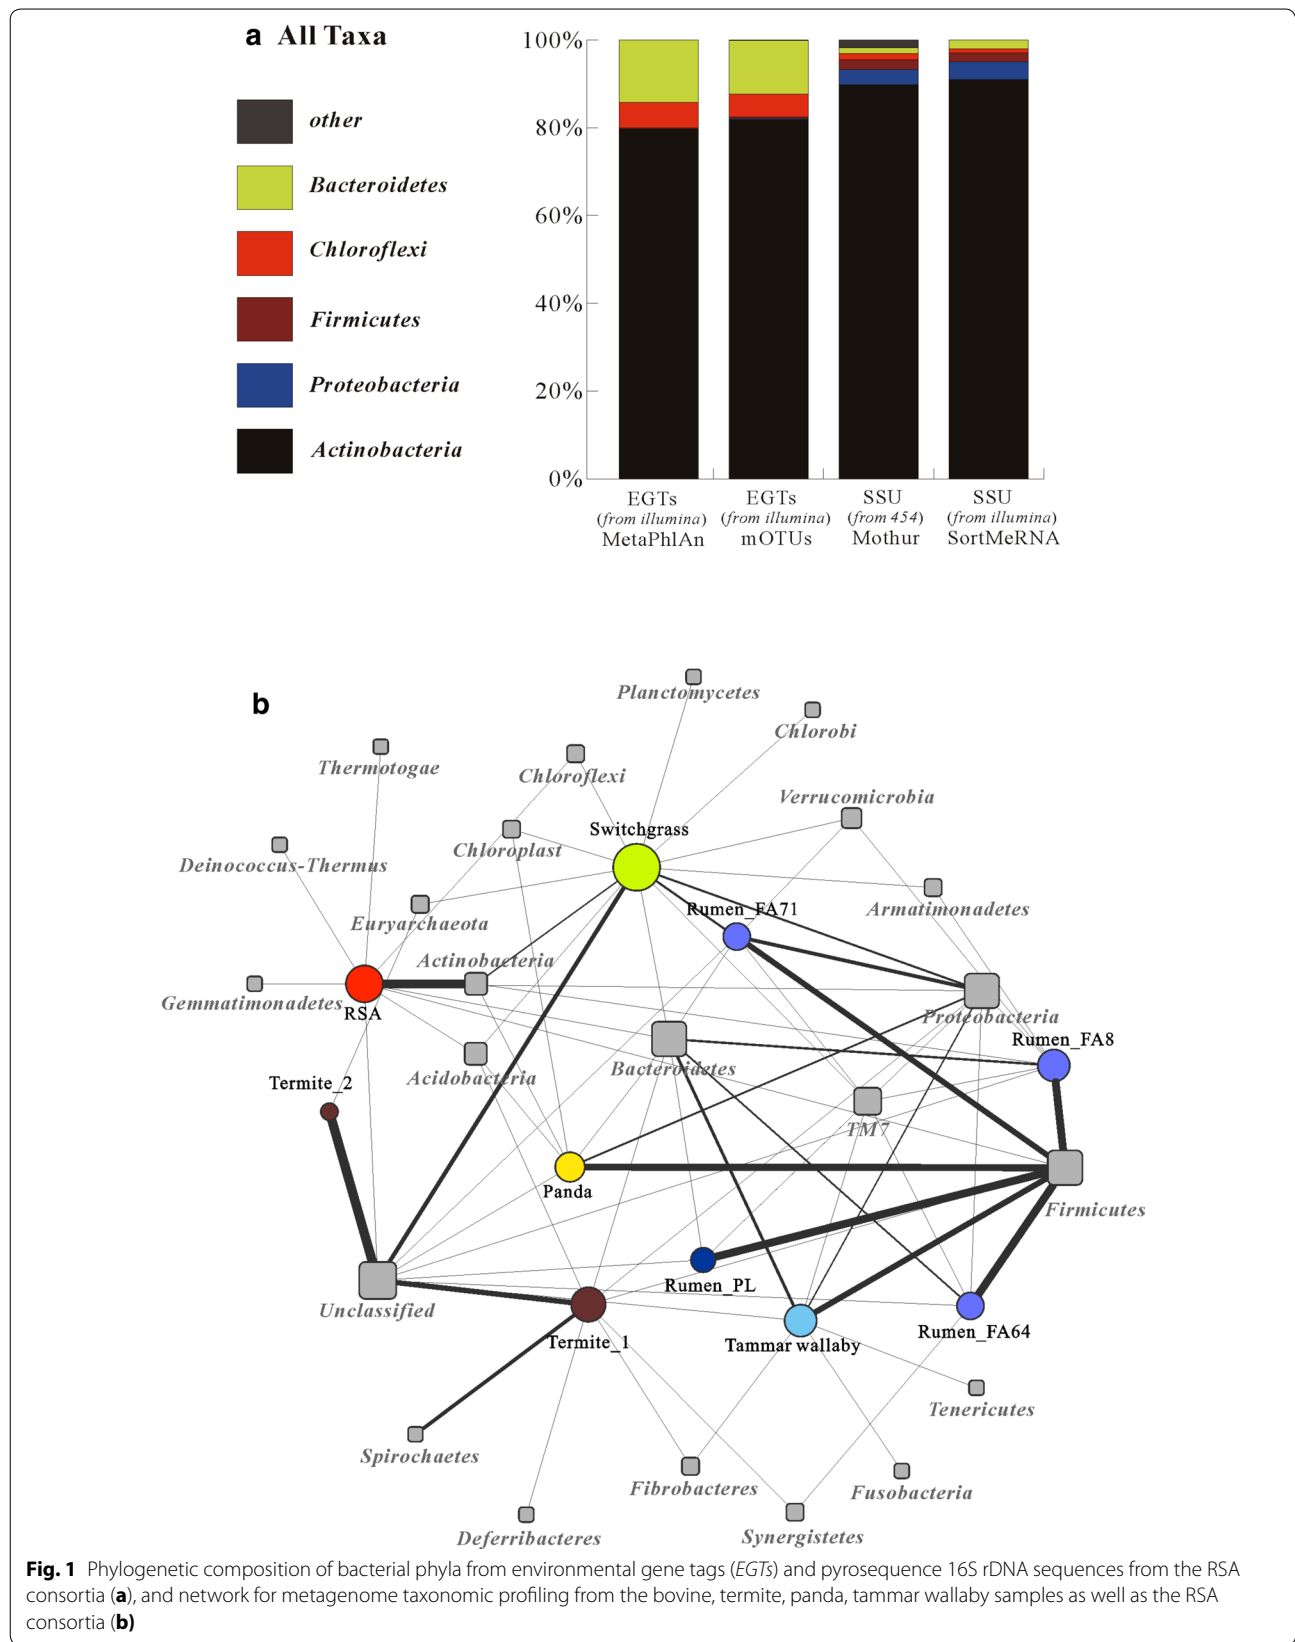 a All Taxa
other
Bacteroidetes
Chloroflexi
Firmicutes
Proteobacteria
Actinobacteria
100%
80%
60%
40%
20%
0%
EGTs
(from illumina)
MetaPhlAn
EGTs
(from illumina)
mOTUs
SSU
(from 454)
Mothur
SSU
(from illumina)
SortMeRNA
b
Planctomycetes
Chlorobi
Thermotogae
Chloroflexi
Verrucomicrobia
Switchgrass
Chloroplast
Deinococcus-Thermus
Rumen_FA71
Armatimonadetes
Euryarchaeota
Actinobacteria
Gemmatimonadetes
RSA
Proteobacteria
Rumen_FA8
Bacteroidetes
Acidobacteria
Termite_2
TM7
Panda
Firmicutes
Rumen_PL
Unclassified
Termite_1
Tammar wallaby
Rumen_FA64
Tenericutes
Spirochaetes
Fibrobacteres
Fusobacteria
Deferribacteres
Synergistetes
Fig. 1 Phylogenetic composition of bacterial phyla from environmental gene tags (EGTs) and pyrosequence 16S rDNA sequences from the RSA
consortia (a), and network for metagenome taxonomic profiling from the bovine, termite, panda, tammar wallaby samples as well as the RSA
consortia (b)